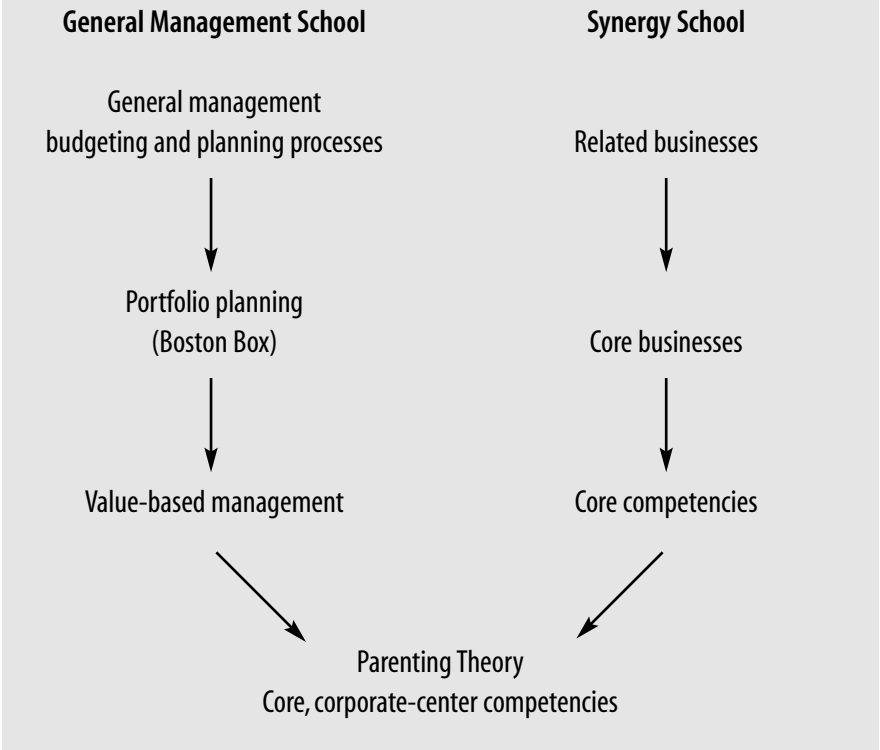 General Management School
Synergy School
General management
budgeting and planning processes
Related businesses
Portfolio planning
(Boston Box)
Core businesses
Value-based management
Core competencies
Parenting Theory
Core, corporate-center competencies